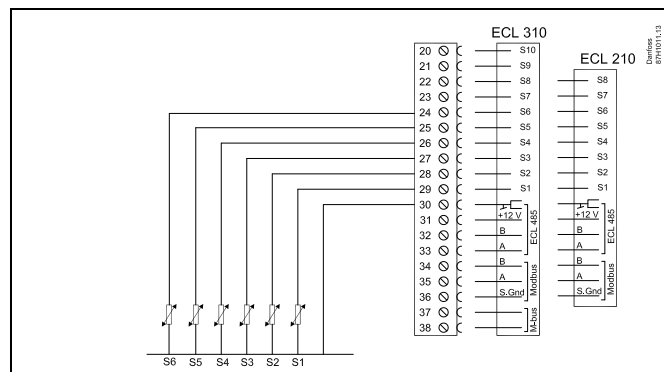 ECL 310
ECL 210
Danfoss
87H1011.13
20 S10
21 S9 S8
22 S8 S7
23 S7 S6
24 S6 S5
25 S5 S4
26 S4 S3
27 S3 S2
28 S2 S1
29 S1
30
31 +12 V +12 V
32 B B
33 A A
ECL 485
ECL 485
34 B B
35 A A
36 S.Gnd S.Gnd
Modbus
Modbus
37
38
M-bus
S6 S5 S4 S3 S2 S1